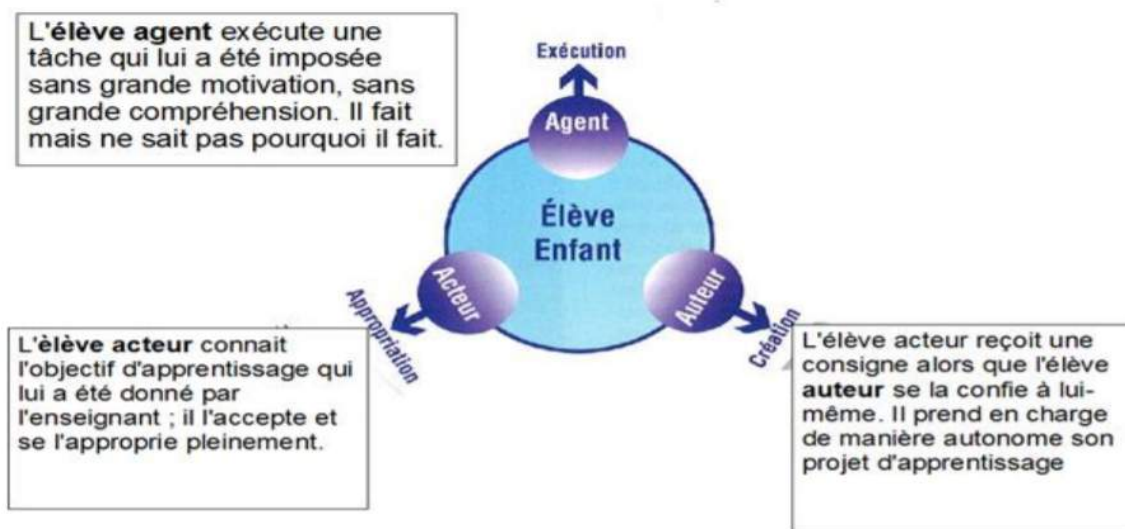 L'élève agent exécute une
tâche qui lui a été imposée
sans grande motivation, sans
grande compréhension. Il fait
mais ne sait pas pourquoi il fait.
Exécution
Agent
Élève
Enfant
Acteur
Auteur
Appropriation
Création
L'èlève acteur connait
l'objectif d'apprentissage qui
lui a été donné par
l'enseignant ; il l'accepte et
se l'approprie pleinement.
L'élève acteur reçoit une
consigne alors que l'élève
auteur se la confie à lui-
même. Il prend en charge
de manière autonome son
projet d'apprentissage